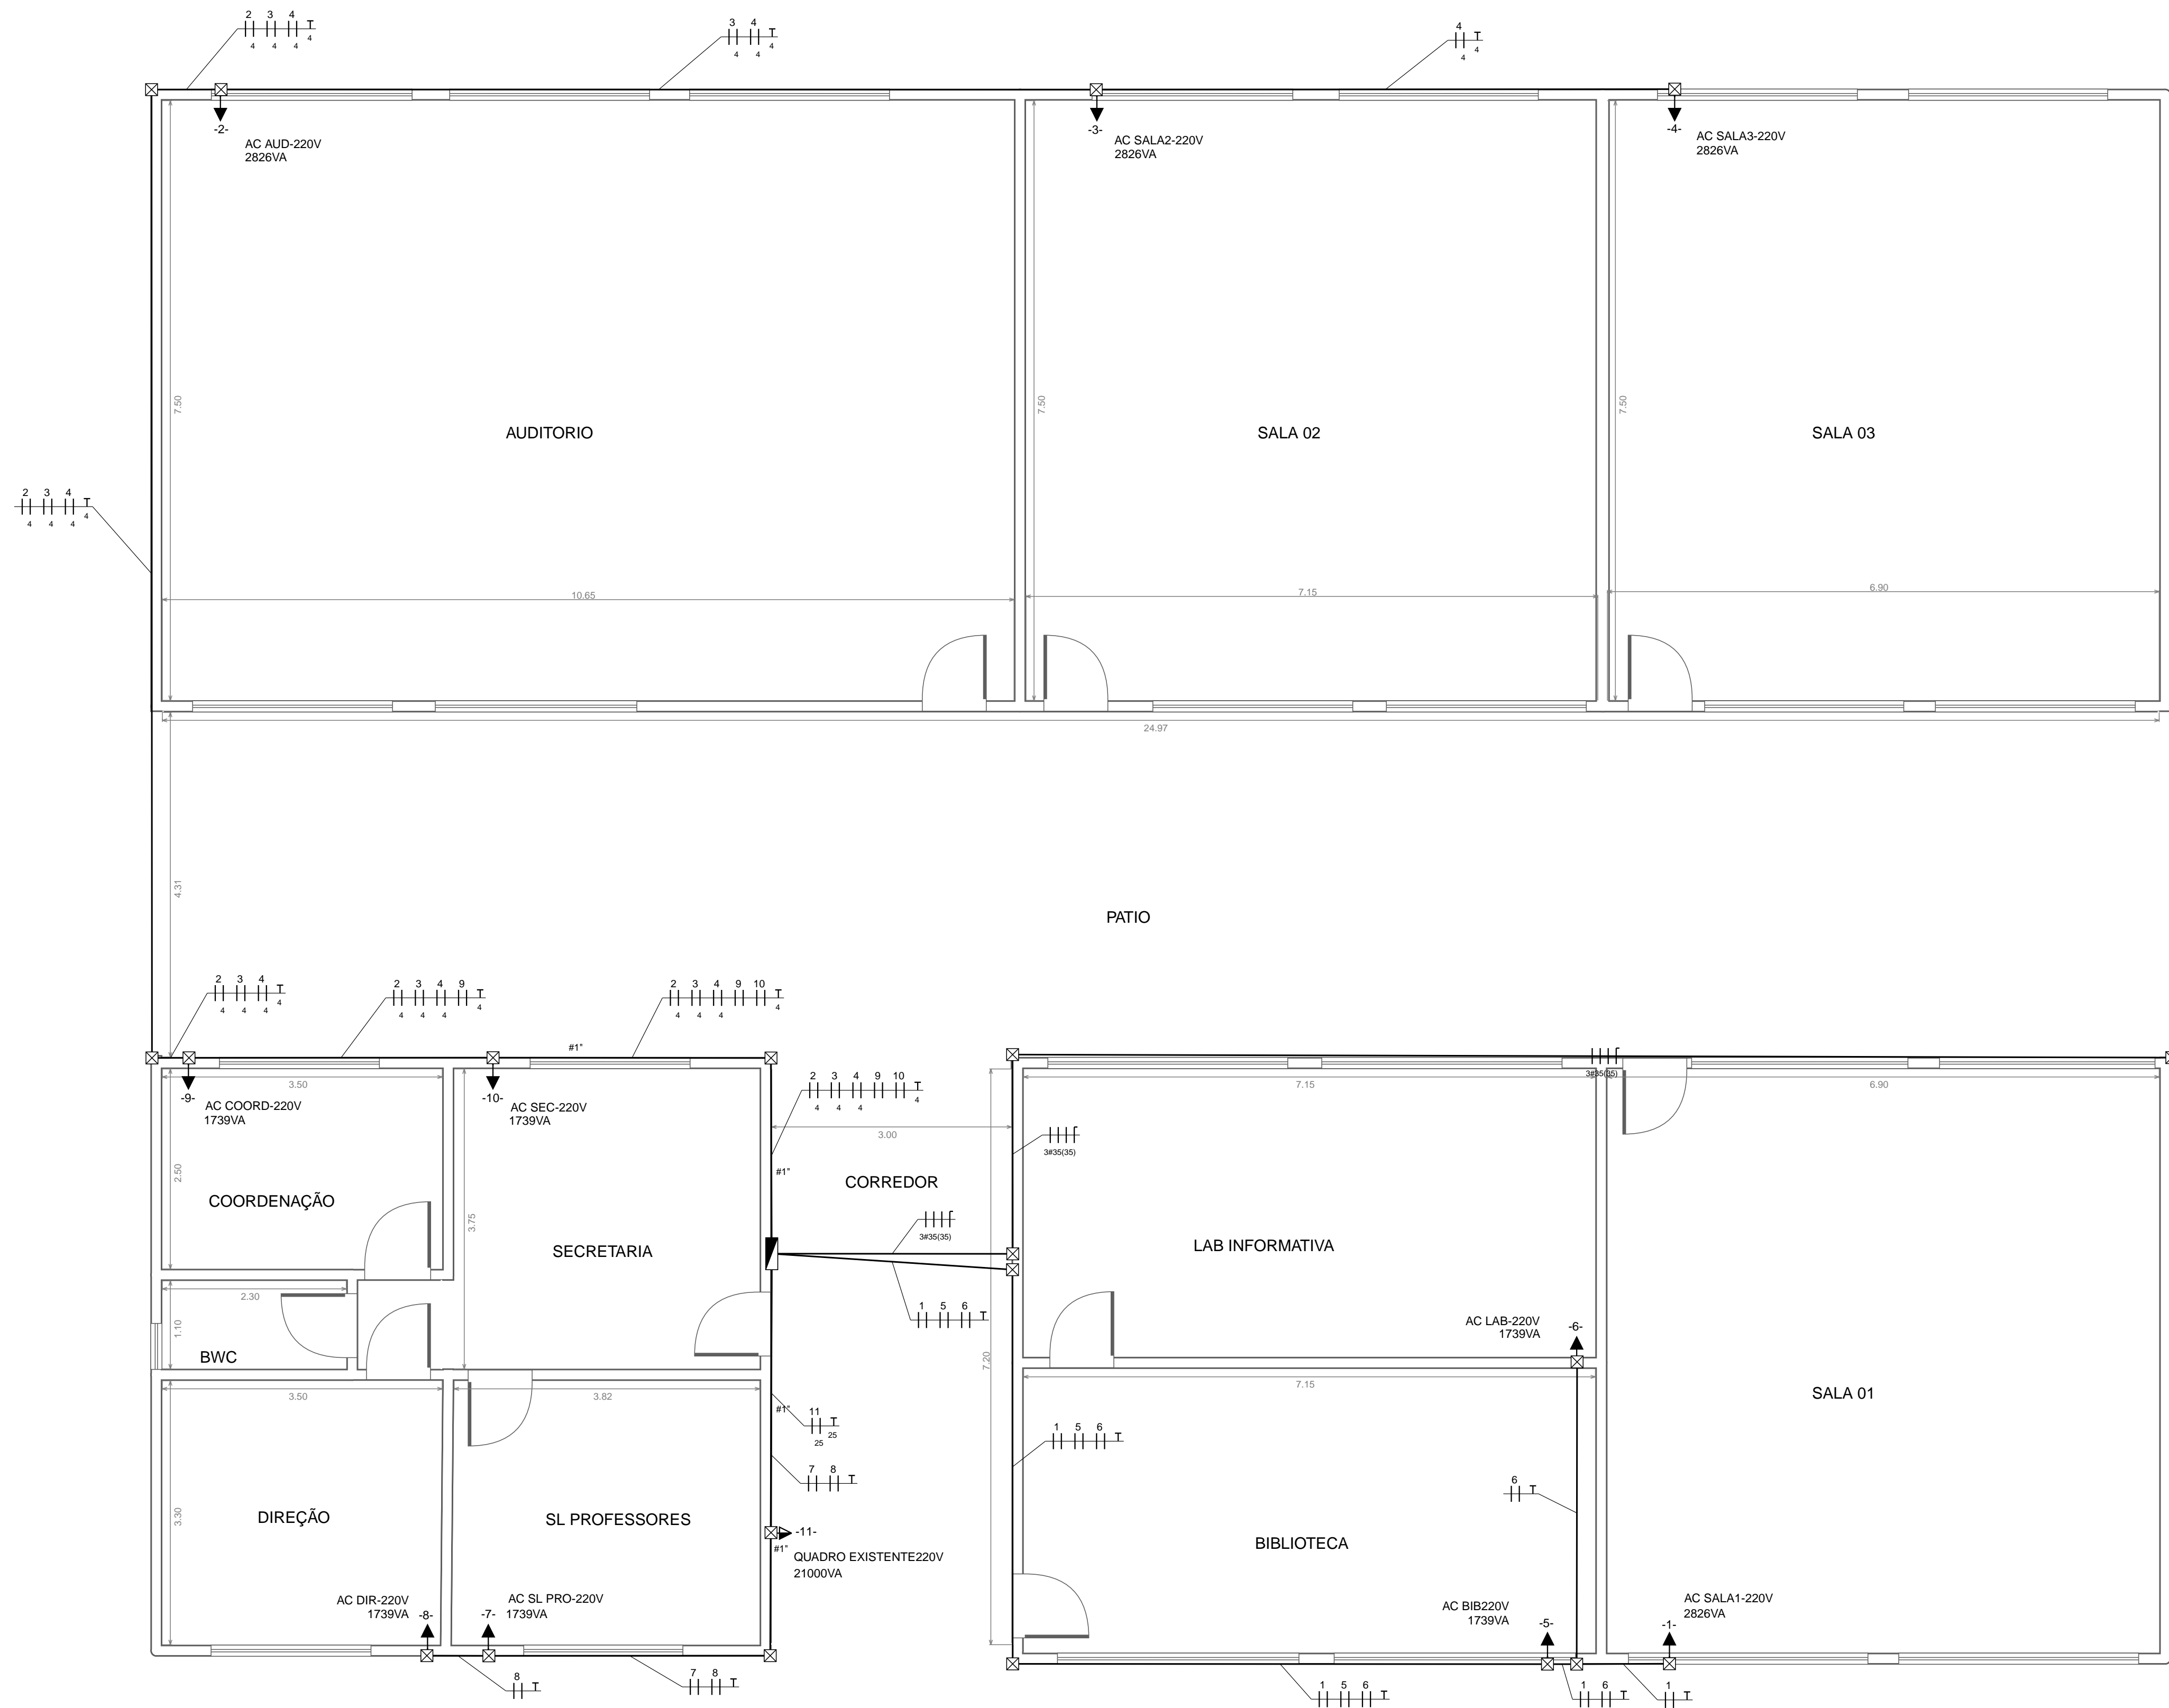 2 3 4 T
4 4 4 4
3 4 T
4 4 4
4 T
4 4
-2-
AC AUD-220V
2826VA
-3-
AC SALA2-220V
2826VA
-4-
AC SALA3-220V
2826VA
7.50
7.50
7.50
AUDITORIO
SALA 02
SALA 03
2 3 4 T
4 4 4 4
10.65
7.15
6.90
24.97
4.31
PATIO
2 3 4 T
4 4 4 4
2 3 4 9 T
4 4 4 4
2 3 4 9 10 T
4 4 4 4
#1"
3#35(35)
3.50
-9-
AC COORD-220V
1739VA
-10-
AC SEC-220V
1739VA
2 3 4 9 10 T
4 4 4 4
7.15
6.90
3.00
3#35(35)
2.50
#1"
CORREDOR
COORDENAÇÃO
3.75
3#35(35)
SECRETARIA
LAB INFORMATIVA
2.30
1.10
1 5 6 T
AC LAB-220V
1739VA
-6-
BWC
7.20
3.50
3.82
7.15
SALA 01
#1"
11 T
25 25
1 5 6 T
7 8 T
6 T
3.30
DIREÇÃO
SL PROFESSORES
-11-
#1"
QUADRO EXISTENTE220V
21000VA
BIBLIOTECA
AC DIR-220V
1739VA
-8-
-7-
AC SL PRO-220V
1739VA
AC BIB220V
1739VA
-5-
-1-
AC SALA1-220V
2826VA
8 T
7 8 T
1 5 6 T
1 6 T
1 T